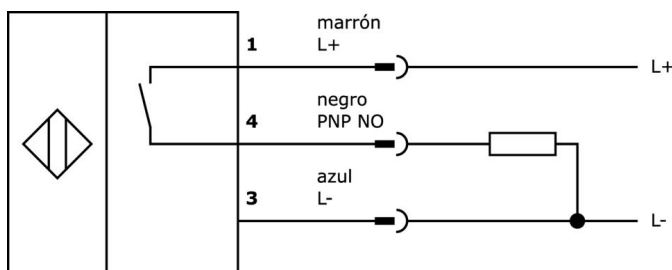 marrón
1 L+
L+
negro
4 PNP NO
azul
3 L-
L-